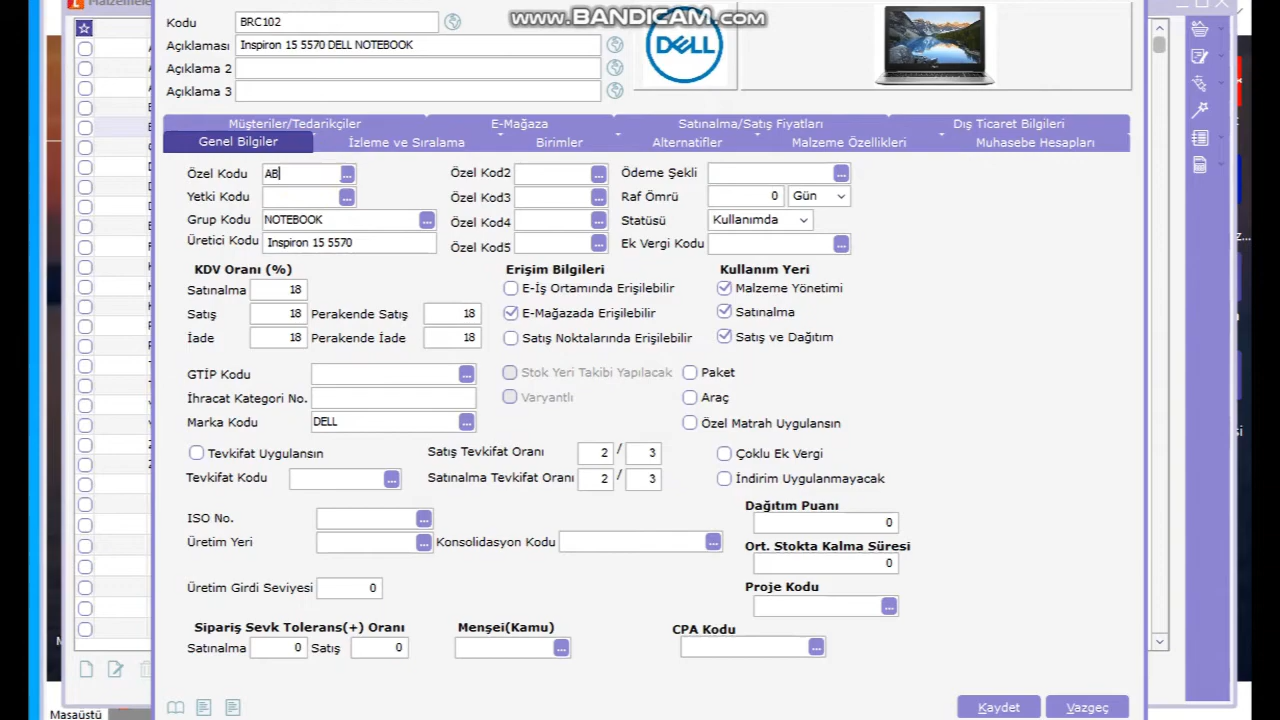 Malzemele
www.BANDICAM.com
Kodu BRC102
Açıklaması Inspiron 15 5570 DELL NOTEBOOK
Açıklama 2
Açıklama 3
DELL
Müşteriler/Tedarikçiler E-Mağaza Satınalma/Satış Fiyatları Dış Ticaret Bilgileri
Genel Bilgiler İzleme ve Sıralama Birimler Alternatifler Malzeme Özellikleri Muhasebe Hesapları
Özel Kodu AB Özel Kod2 Ödeme Şekli
Yetki Kodu Özel Kod3 Raf Ömrü 0 Gün
Grup Kodu NOTEBOOK Özel Kod4 Statüsü Kullanımda
Üretici Kodu Inspiron 15 5570 Özel Kod5 Ek Vergi Kodu
KDV Oranı (%) Erişim Bilgileri Kullanım Yeri
Satınalma 18 E-İş Ortamında Erişilebilir Malzeme Yönetimi
Satış 18 Perakende Satış 18 E-Mağazada Erişilebilir Satınalma
İade 18 Perakende İade 18 Satış Noktalarında Erişilebilir Satış ve Dağıtım
GTİP Kodu Stok Yeri Takibi Yapılacak Paket
İhracat Kategori No. Varyantlı Araç
Marka Kodu DELL Özel Matrah Uygulansın
Tevkifat Uygulansın Satış Tevkifat Oranı 2 / 3 Çoklu Ek Vergi
Tevkifat Kodu Satınalma Tevkifat Oranı 2 / 3 İndirim Uygulanmayacak
Dağıtım Puanı
ISO No. 0
Üretim Yeri Konsolidasyon Kodu Ort. Stokta Kalma Süresi
0
Üretim Girdi Seviyesi 0 Proje Kodu
Sipariş Sevk Tolerans(+) Oranı Menşei(Kamu) CPA Kodu
Satınalma 0 Satış 0
Kaydet Vazgeç
Masaüstü